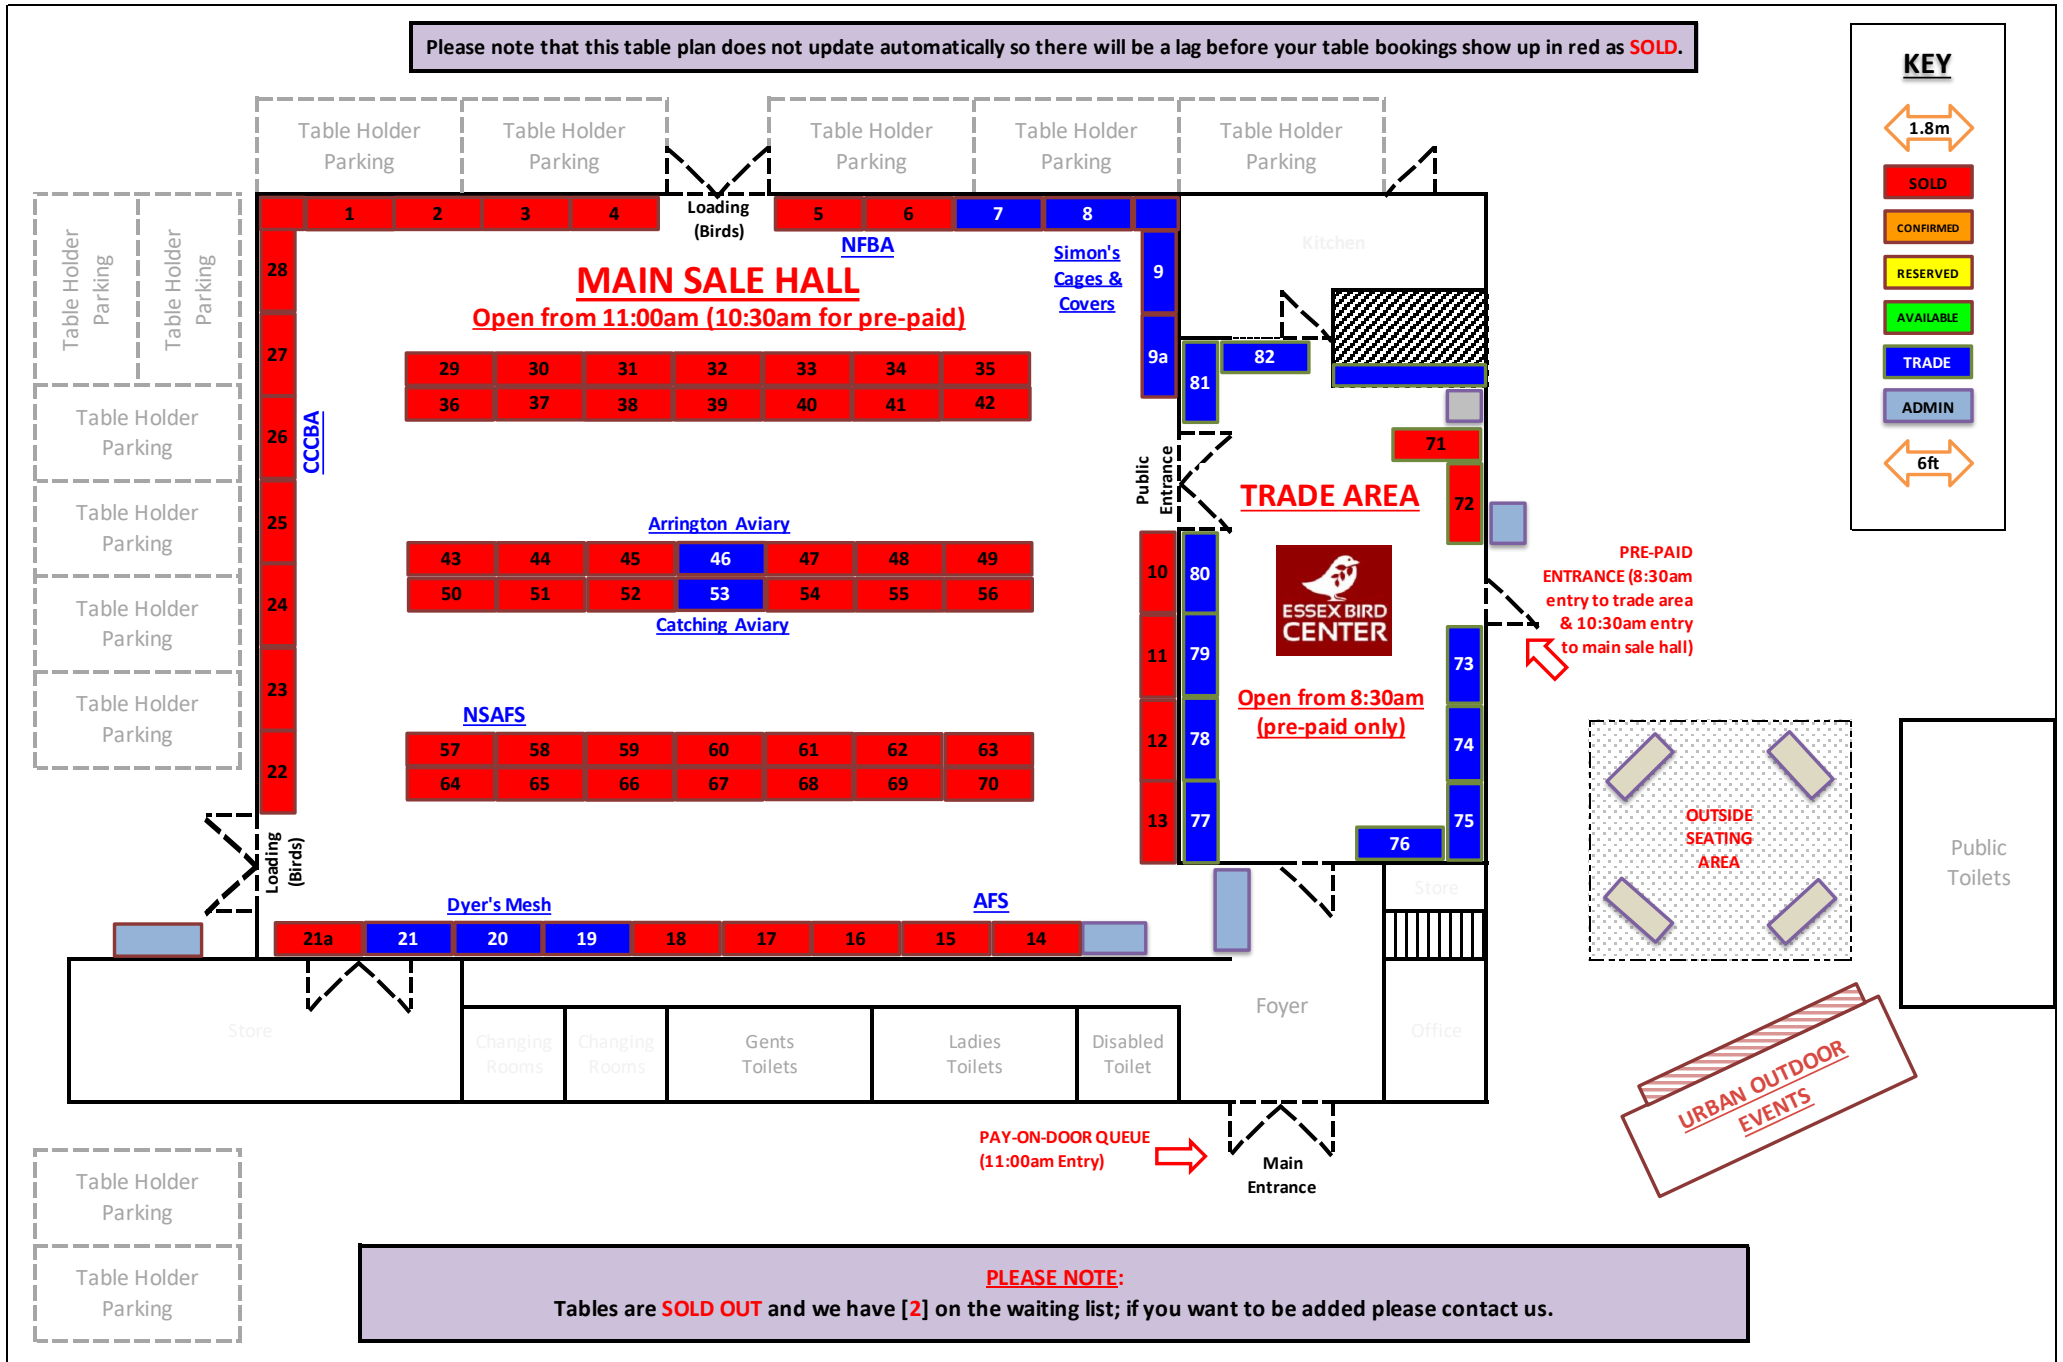 Please note that this table plan does not update automatically so there will be a lag before your table bookings show up in red as SOLD.
KEY
1.8m
SOLD
CONFIRMED
RESERVED
AVAILABLE
TRADE
ADMIN
6ft
Table Holder
Parking
Table Holder
Parking
Table Holder
Parking
Table Holder
Parking
Table Holder
Parking
Table Holder
Parking
Table Holder
Parking
Table Holder
Parking
Table Holder
Parking
Table Holder
Parking
Table Holder
Parking
1 2 3 4
Loading
(Birds)
5 6 7 8
NFBA
Simon's
Cages &
Covers
9
9a
Kitchen
MAIN SALE HALL
Open from 11:00am (10:30am for pre-paid)
28
27
26
25
24
23
22
CCCBA
29 30 31 32 33 34 35
36 37 38 39 40 41 42
Arrington Aviary
43 44 45 46 47 48 49
50 51 52 53 54 55 56
Catching Aviary
NSAFS
57 58 59 60 61 62 63
64 65 66 67 68 69 70
Public
Entrance
10
11
12
13
81
82
71
72
TRADE AREA
ESSEX BIRD
CENTER
Open from 8:30am
(pre-paid only)
80
79
78
77
73
74
75
76
PRE-PAID
ENTRANCE (8:30am
entry to trade area
& 10:30am entry
to main sale hall)
OUTSIDE
SEATING
AREA
Public
Toilets
Loading
(Birds)
Dyer's Mesh
AFS
21a 21 20 19 18 17 16 15 14
Store
Store
Changing
Rooms
Changing
Rooms
Gents
Toilets
Ladies
Toilets
Disabled
Toilet
Foyer
Office
URBAN OUTDOOR
EVENTS
PAY-ON-DOOR QUEUE
(11:00am Entry)
Main
Entrance
Table Holder
Parking
Table Holder
Parking
PLEASE NOTE:
Tables are SOLD OUT and we have [2] on the waiting list; if you want to be added please contact us.